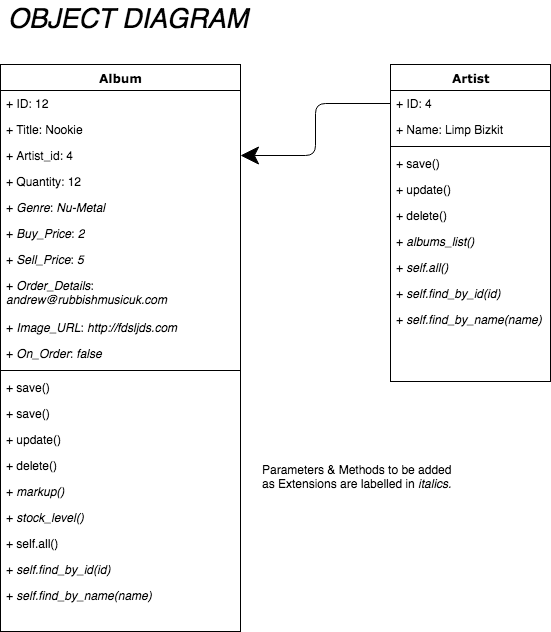 OBJECT DIAGRAM
Album
+ ID: 12
+ Title: Nookie
+ Artist_id: 4
+ Quantity: 12
+ Genre: Nu-Metal
+ Buy_Price: 2
+ Sell_Price: 5
+ Order_Details:
andrew@rubbishmusicuk.com
+ Image_URL: http://fdsljds.com
+ On_Order: false
+ save()
+ save()
+ update()
+ delete()
+ markup()
+ stock_level()
+ self.all()
+ self.find_by_id(id)
+ self.find_by_name(name)
Artist
+ ID: 4
+ Name: Limp Bizkit
+ save()
+ update()
+ delete()
+ albums_list()
+ self.all()
+ self.find_by_id(id)
+ self.find_by_name(name)
Parameters & Methods to be added
as Extensions are labelled in italics.